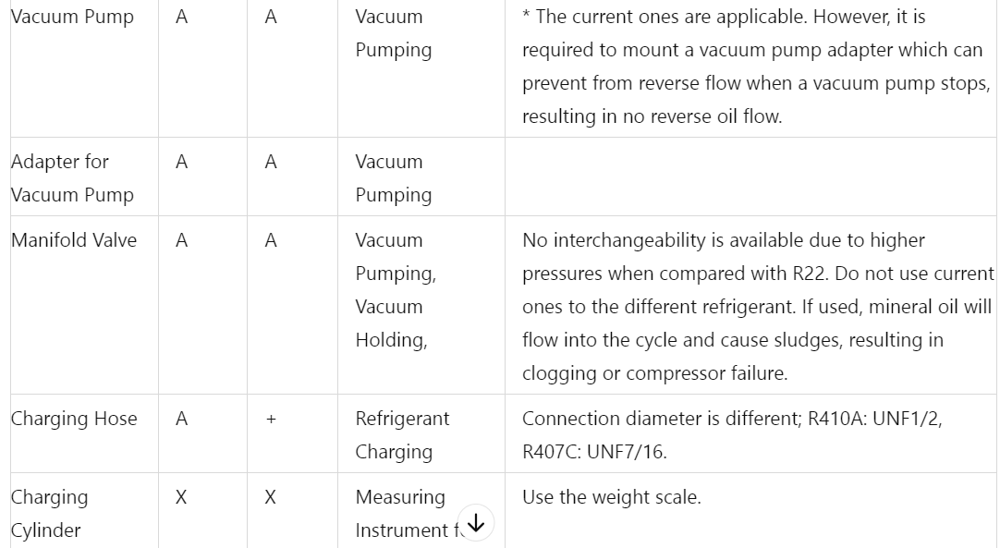 Vacuum Pump A A Vacuum * The current ones are applicable. However, it is
Pumping required to mount a vacuum pump adapter which can
prevent from reverse flow when a vacuum pump stops,
resulting in no reverse oil flow.
Adapter for A A Vacuum
Vacuum Pump Pumping
Manifold Valve A A Vacuum No interchangeability is available due to higher
Pumping, pressures when compared with R22. Do not use current
Vacuum ones to the different refrigerant. If used, mineral oil will
Holding, flow into the cycle and cause sludges, resulting in
clogging or compressor failure.
Charging Hose A + Refrigerant Connection diameter is different; R410A: UNF1/2,
Charging R407C: UNF7/16.
Charging X X Measuring Use the weight scale.
Cylinder Instrument